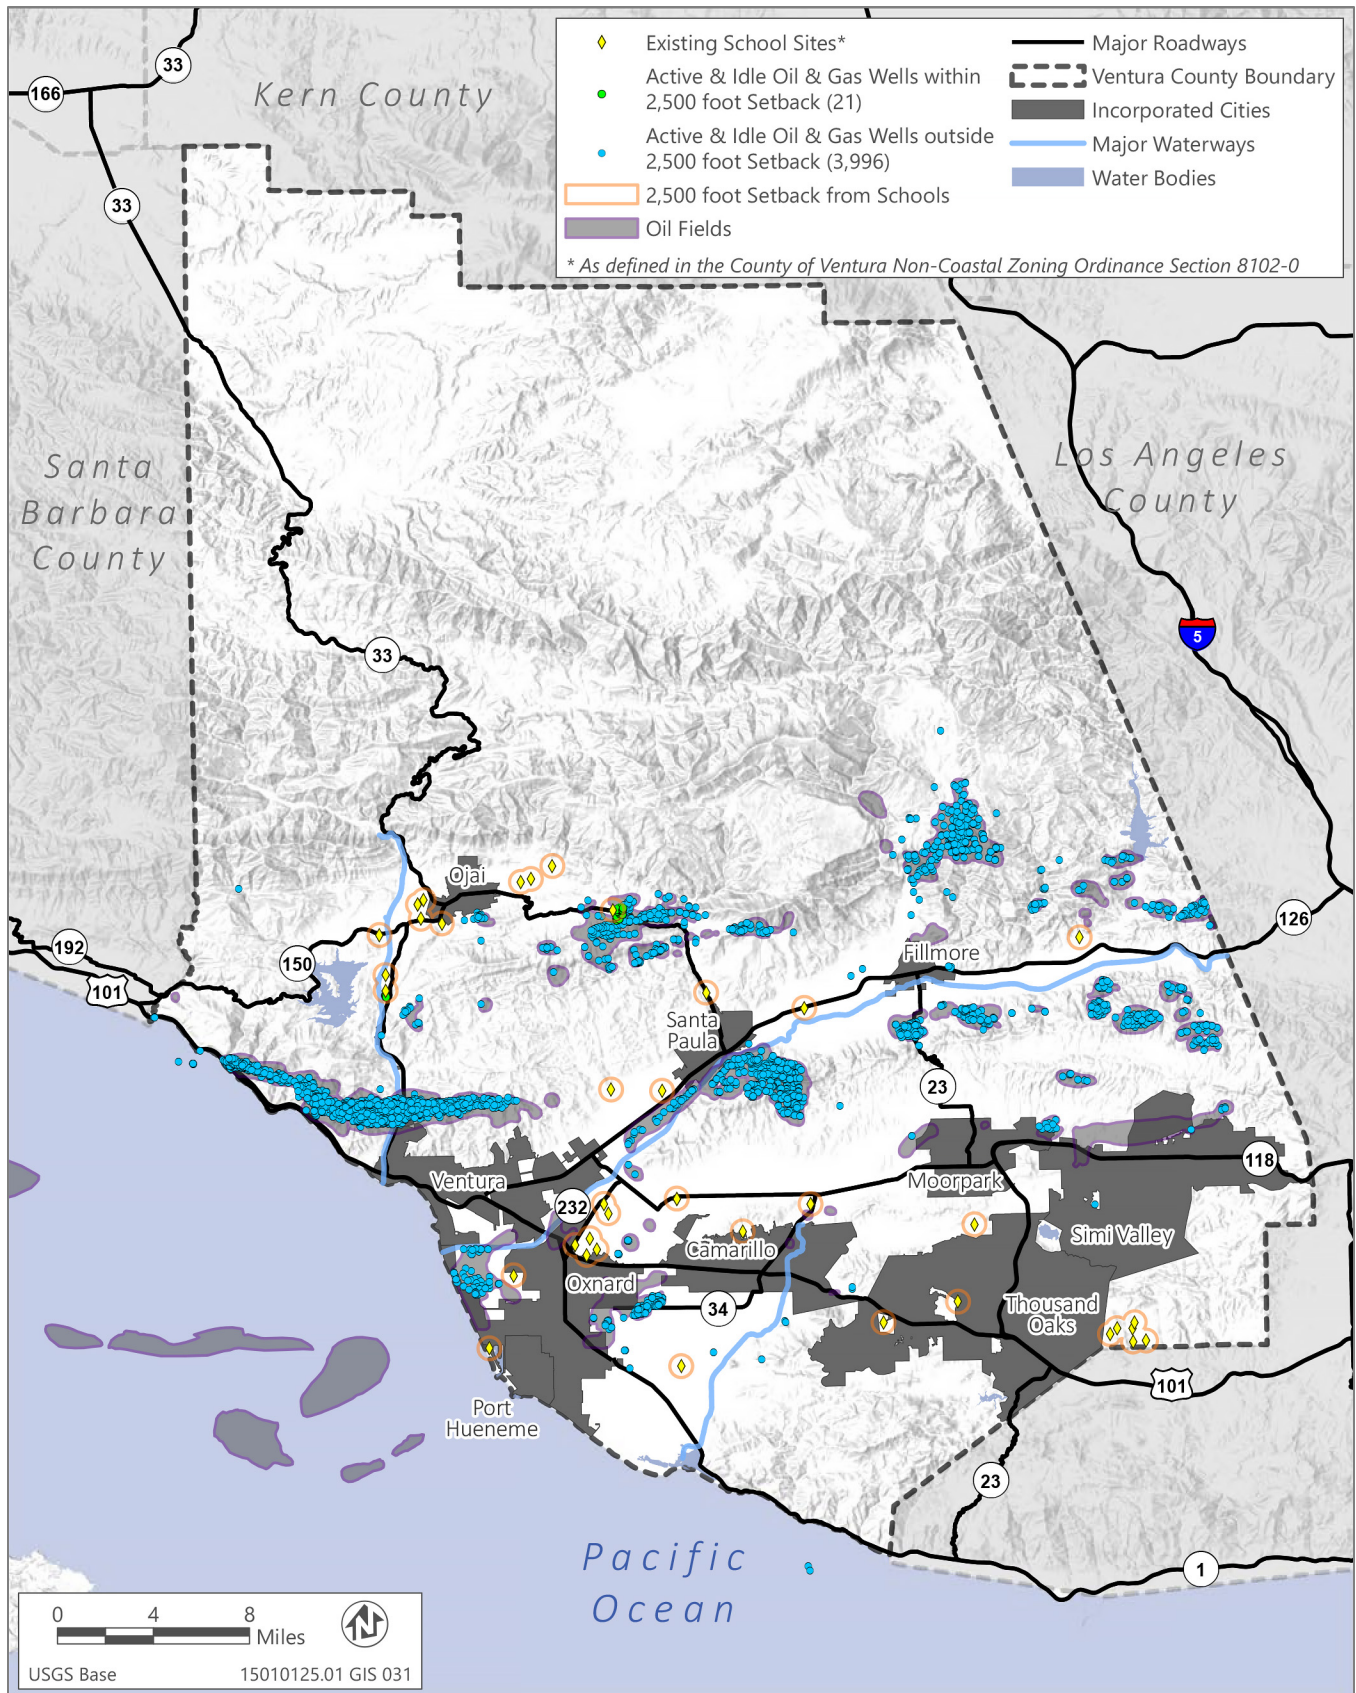 Existing School Sites*
Active & Idle Oil & Gas Wells within
2,500 foot Setback (21)
Active & Idle Oil & Gas Wells outside
2,500 foot Setback (3,996)
2,500 foot Setback from Schools
Oil Fields
Major Roadways
Ventura County Boundary
Incorporated Cities
Major Waterways
Water Bodies
* As defined in the County of Ventura Non-Coastal Zoning Ordinance Section 8102-0
33
166
Kern County
33
Santa
Barbara
County
Los Angeles
County
5
33
Ojai
126
192
150
101
Fillmore
Santa
Paula
23
118
Ventura
232
Moorpark
Simi Valley
Camarillo
Oxnard
34
Thousand
Oaks
101
Port
Hueneme
23
Pacific
Ocean
1
0 4 8
Miles
N
USGS Base
15010125.01 GIS 031